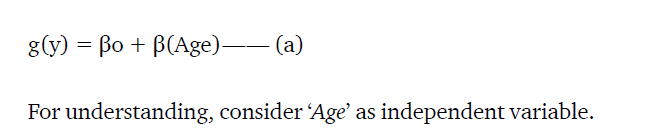 g(y) = βo + β(Age)—— (a)
For understanding, consider ‘Age’ as independent variable.